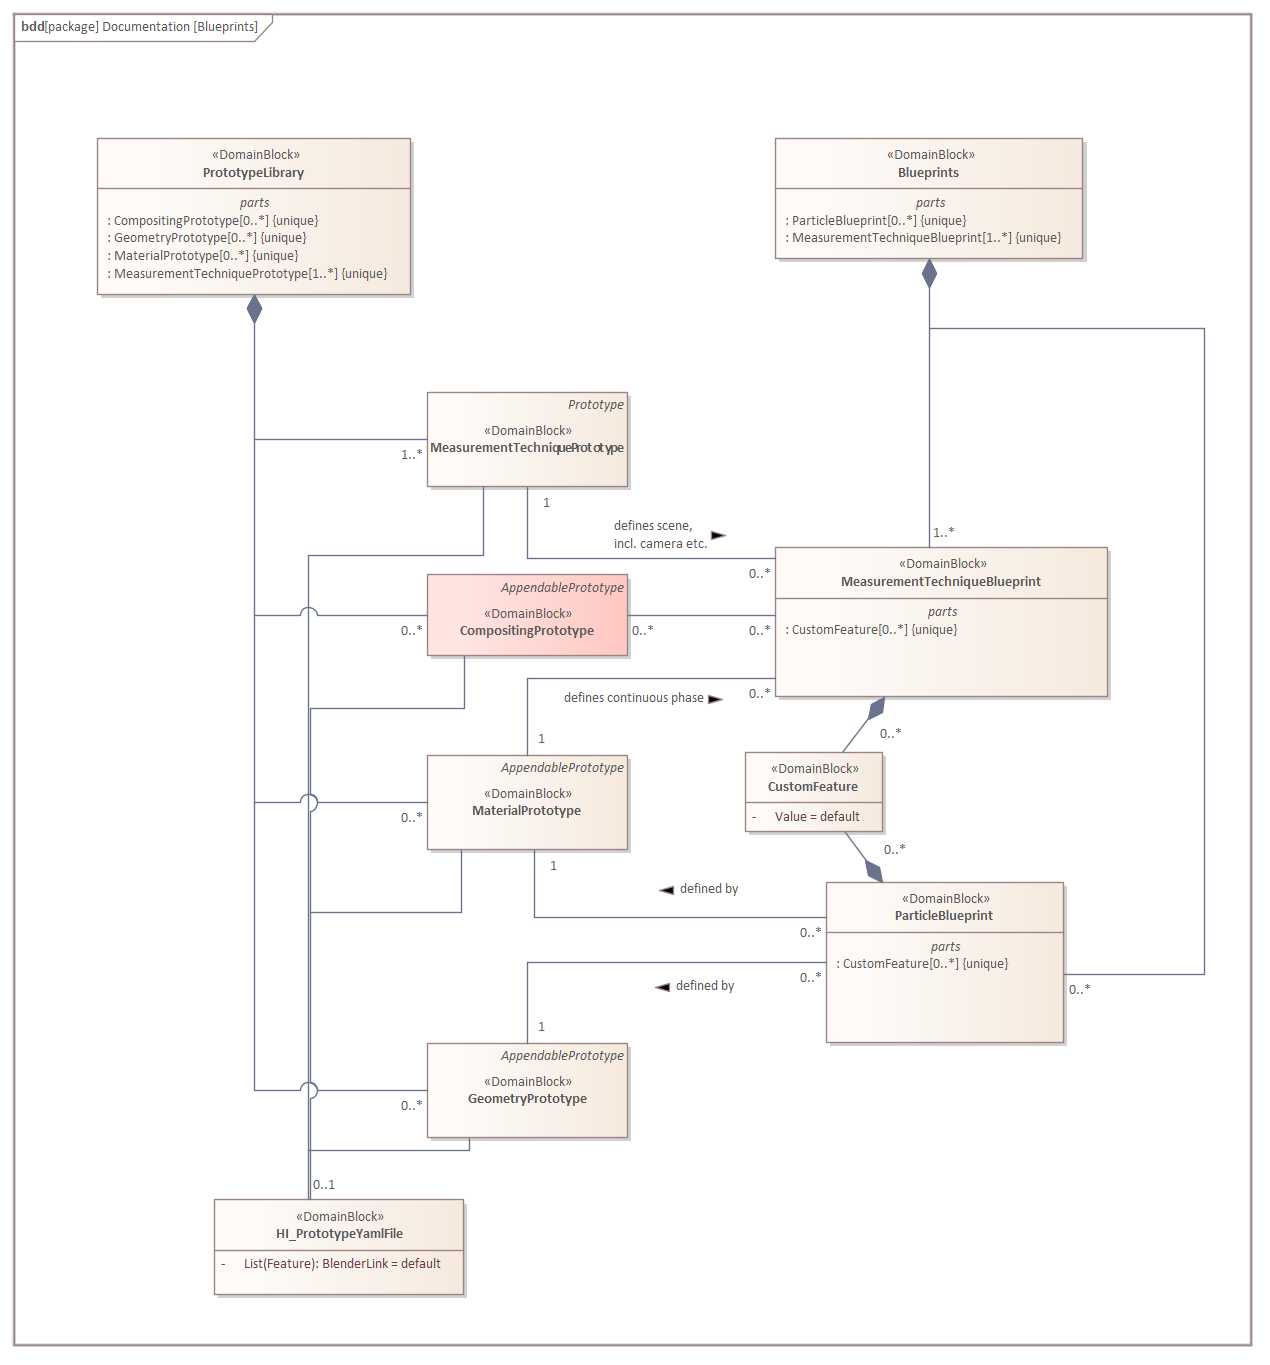 bdd[package] Documentation [Blueprints]
«DomainBlock»
PrototypeLibrary
parts
: CompositingPrototype[0..*] {unique}
: GeometryPrototype[0..*] {unique}
: MaterialPrototype[0..*] {unique}
: MeasurementTechniquePrototype[1..*] {unique}
«DomainBlock»
Blueprints
parts
: ParticleBlueprint[0..*] {unique}
: MeasurementTechniqueBlueprint[1..*] {unique}
Prototype
«DomainBlock»
MeasurementTechniquePrototype
1..*
1
defines scene,
incl. camera etc.
1..*
0..*
«DomainBlock»
MeasurementTechniqueBlueprint
parts
: CustomFeature[0..*] {unique}
AppendablePrototype
«DomainBlock»
CompositingPrototype
0..*
0..*
0..*
defines continuous phase
0..*
1
0..*
AppendablePrototype
«DomainBlock»
MaterialPrototype
0..*
«DomainBlock»
CustomFeature
- Value = default
0..*
1
defined by
0..*
«DomainBlock»
ParticleBlueprint
parts
: CustomFeature[0..*] {unique}
0..*
defined by
0..*
1
AppendablePrototype
«DomainBlock»
GeometryPrototype
0..*
0..1
«DomainBlock»
HI_PrototypeYamlFile
- List(Feature): BlenderLink = default